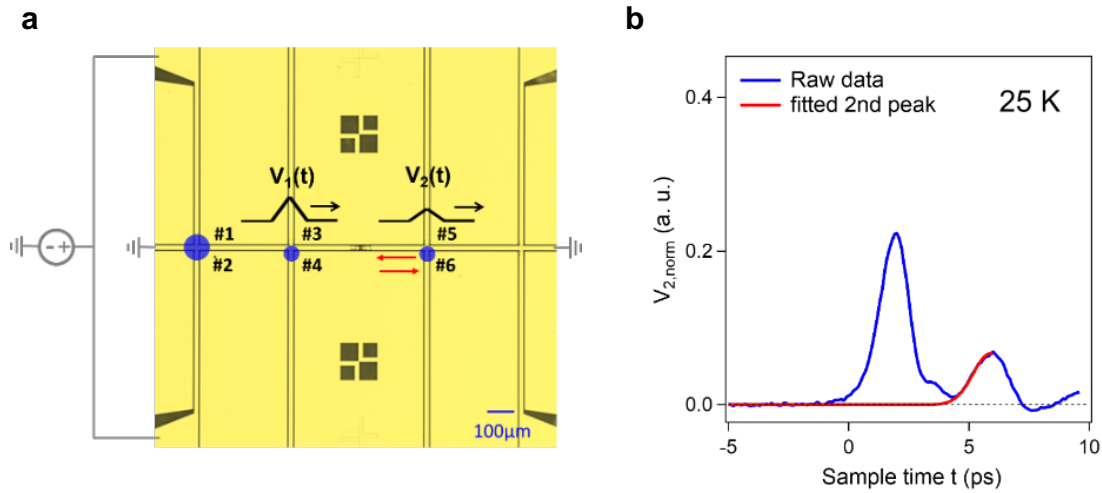 a
V₁(t)
V₂(t)
#1
#3
#5
#2
#4
#6
- +
100μm
b
Raw data
fitted 2nd peak
25 K
V₂,norm (a. u.)
0.4
0.2
0.0
-5
0
5
10
Sample time t (ps)